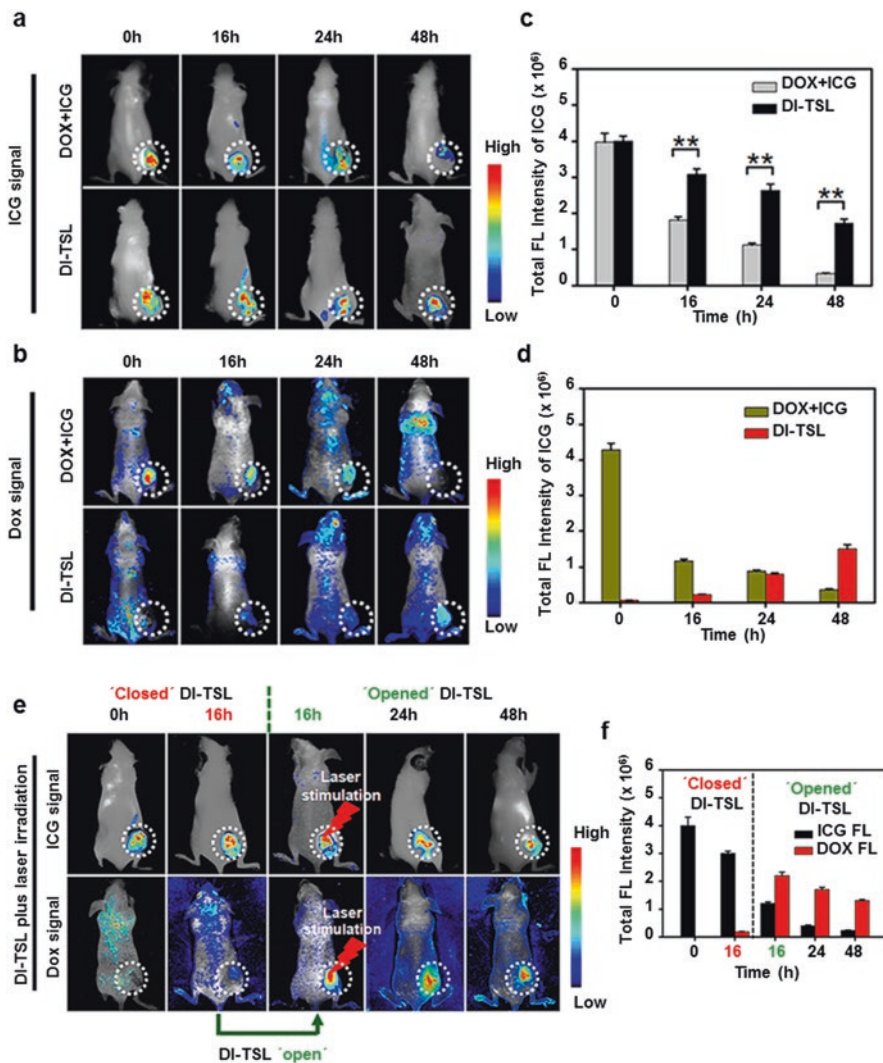 a
0h 16h 24h 48h
ICG signal
DOX+ICG
DI-TSL
High
Low
c
Total FL Intensity of ICG (x 10⁶)
6
5
4
3
2
1
0
DOX+ICG
DI-TSL
** ** **
0 16 24 48
Time (h)
b
0h 16h 24h 48h
Dox signal
DOX+ICG
DI-TSL
High
Low
d
Total FL Intensity of ICG (x 10⁶)
6
5
4
3
2
1
0
DOX+ICG
DI-TSL
0 16 24 48
Time (h)
e
´Closed´ DI-TSL ´Opened´ DI-TSL
0h 16h 16h 24h 48h
DI-TSL plus laser irradiation
ICG signal
Dox signal
Laser
stimulation
Laser
stimulation
High
Low
DI-TSL ´open´
f
Total FL Intensity (x 10⁶)
6
5
4
3
2
1
0
´Closed´
DI-TSL
´Opened´
DI-TSL
ICG FL
DOX FL
0 16 16 24 48
Time (h)